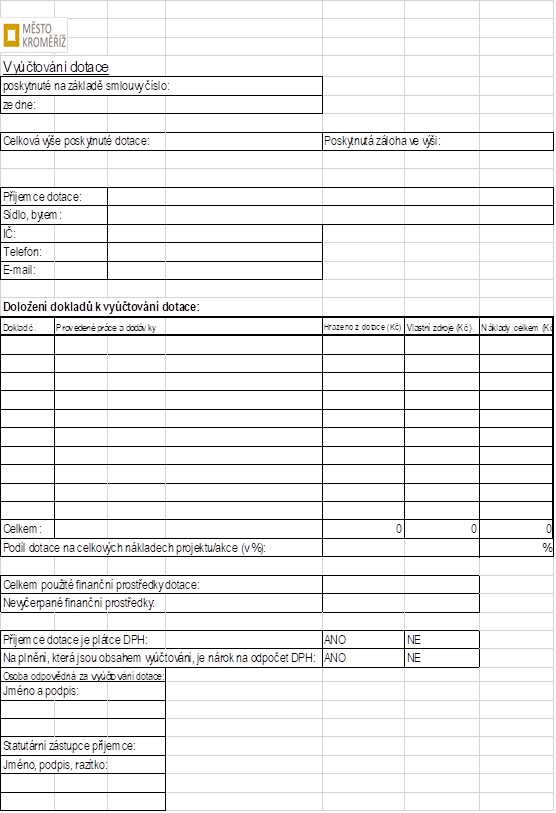 MĚSTO
KROMĚŘÍŽ
Vyúčtování dotace
poskytnuté na základě smlouvy číslo:
ze dne:
Celková výše poskytnuté dotace: Poskytnutá záloha ve výši:
Příjemce dotace:
Sídlo, bytem:
IČ:
Telefon:
E-mail:
Doložení dokladů k vyúčtování dotace:
Doklad č. Provedené práce a dodávky Hrazeno z dotace (Kč) Vlastní zdroje (Kč) Náklady celkem (Kč
Celkem: 0 0 0
Podíl dotace na celkových nákladech projektu/akce (v %): %
Celkem použité finanční prostředky dotace:
Nevyčerpané finanční prostředky:
Příjemce dotace je plátce DPH: ANO NE
Na plnění, která jsou obsahem vyúčtování, je nárok na odpočet DPH: ANO NE
Osoba odpovědná za vyúčtování dotace:
Jméno a podpis:
Statutární zástupce příjemce:
Jméno, podpis, razítko: